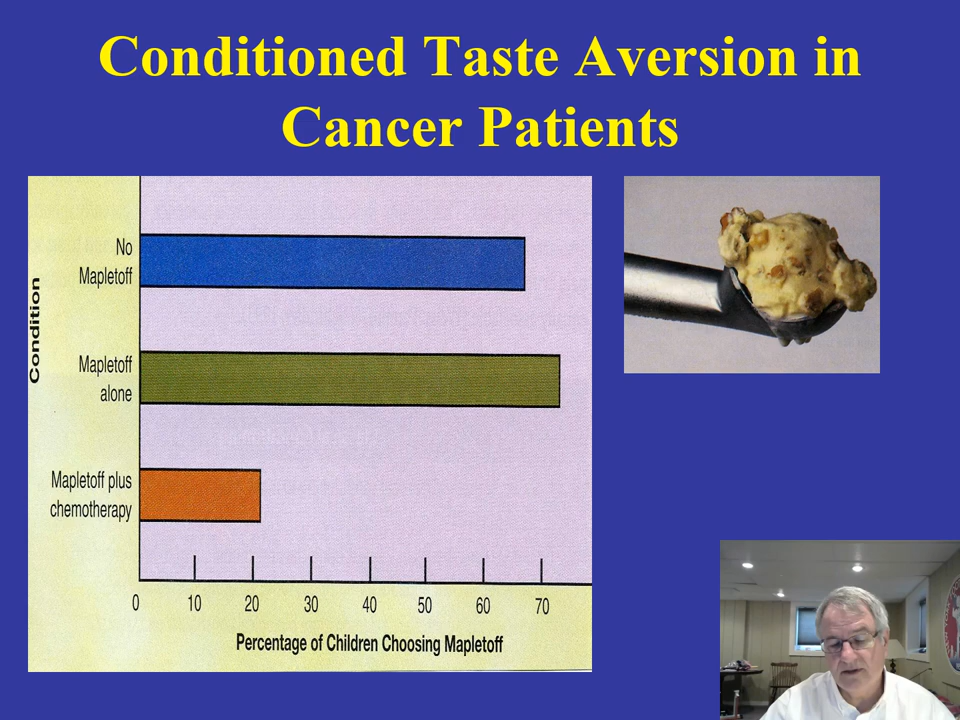 Conditioned Taste Aversion in
Cancer Patients
Condition
No
Mapletoff
Mapletoff
alone
Mapletoff plus
chemotherapy
0 10 20 30 40 50 60 70
Percentage of Children Choosing Mapletoff